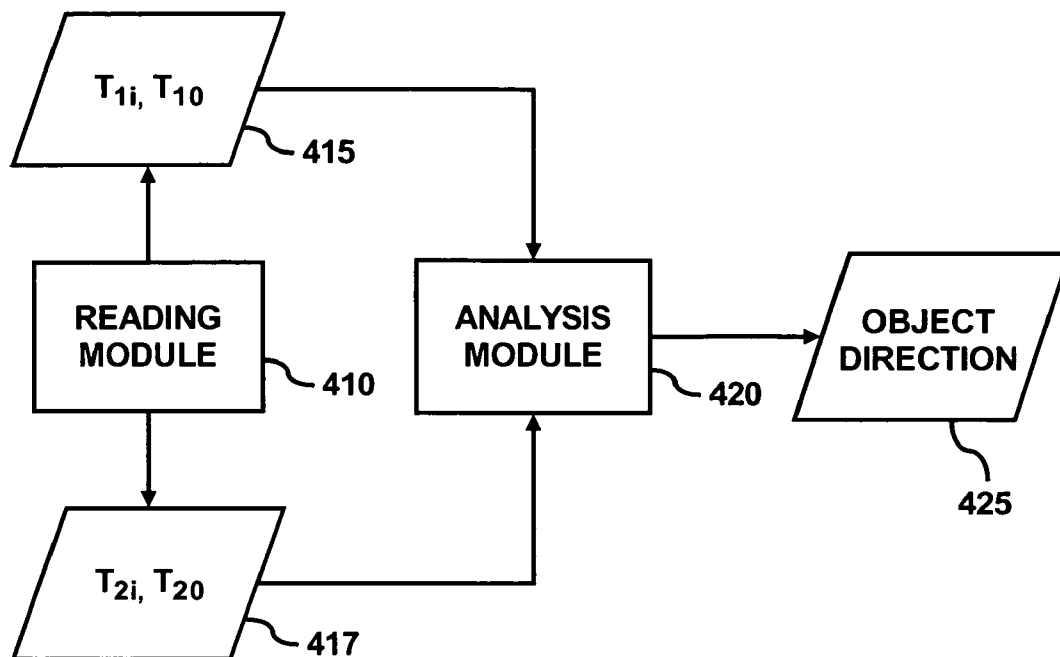 T1i, T10
415
READING
MODULE
410
ANALYSIS
MODULE
420
OBJECT
DIRECTION
425
T2i, T20
417